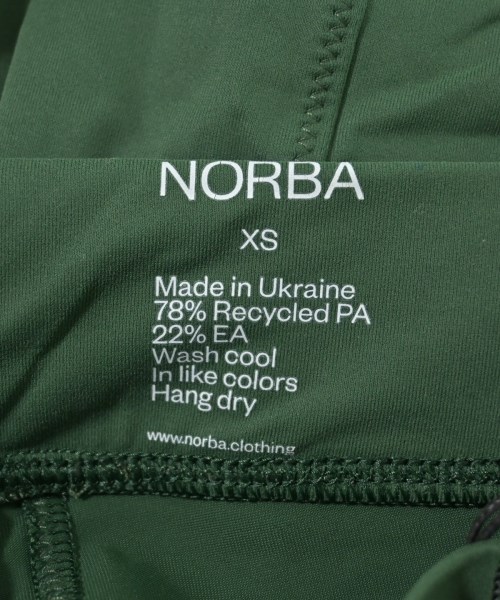 NORBA
XS
Made in Ukraine
78% Recycled PA
22% EA
Wash cool
In like colors
Hang dry
www.norba.clothing